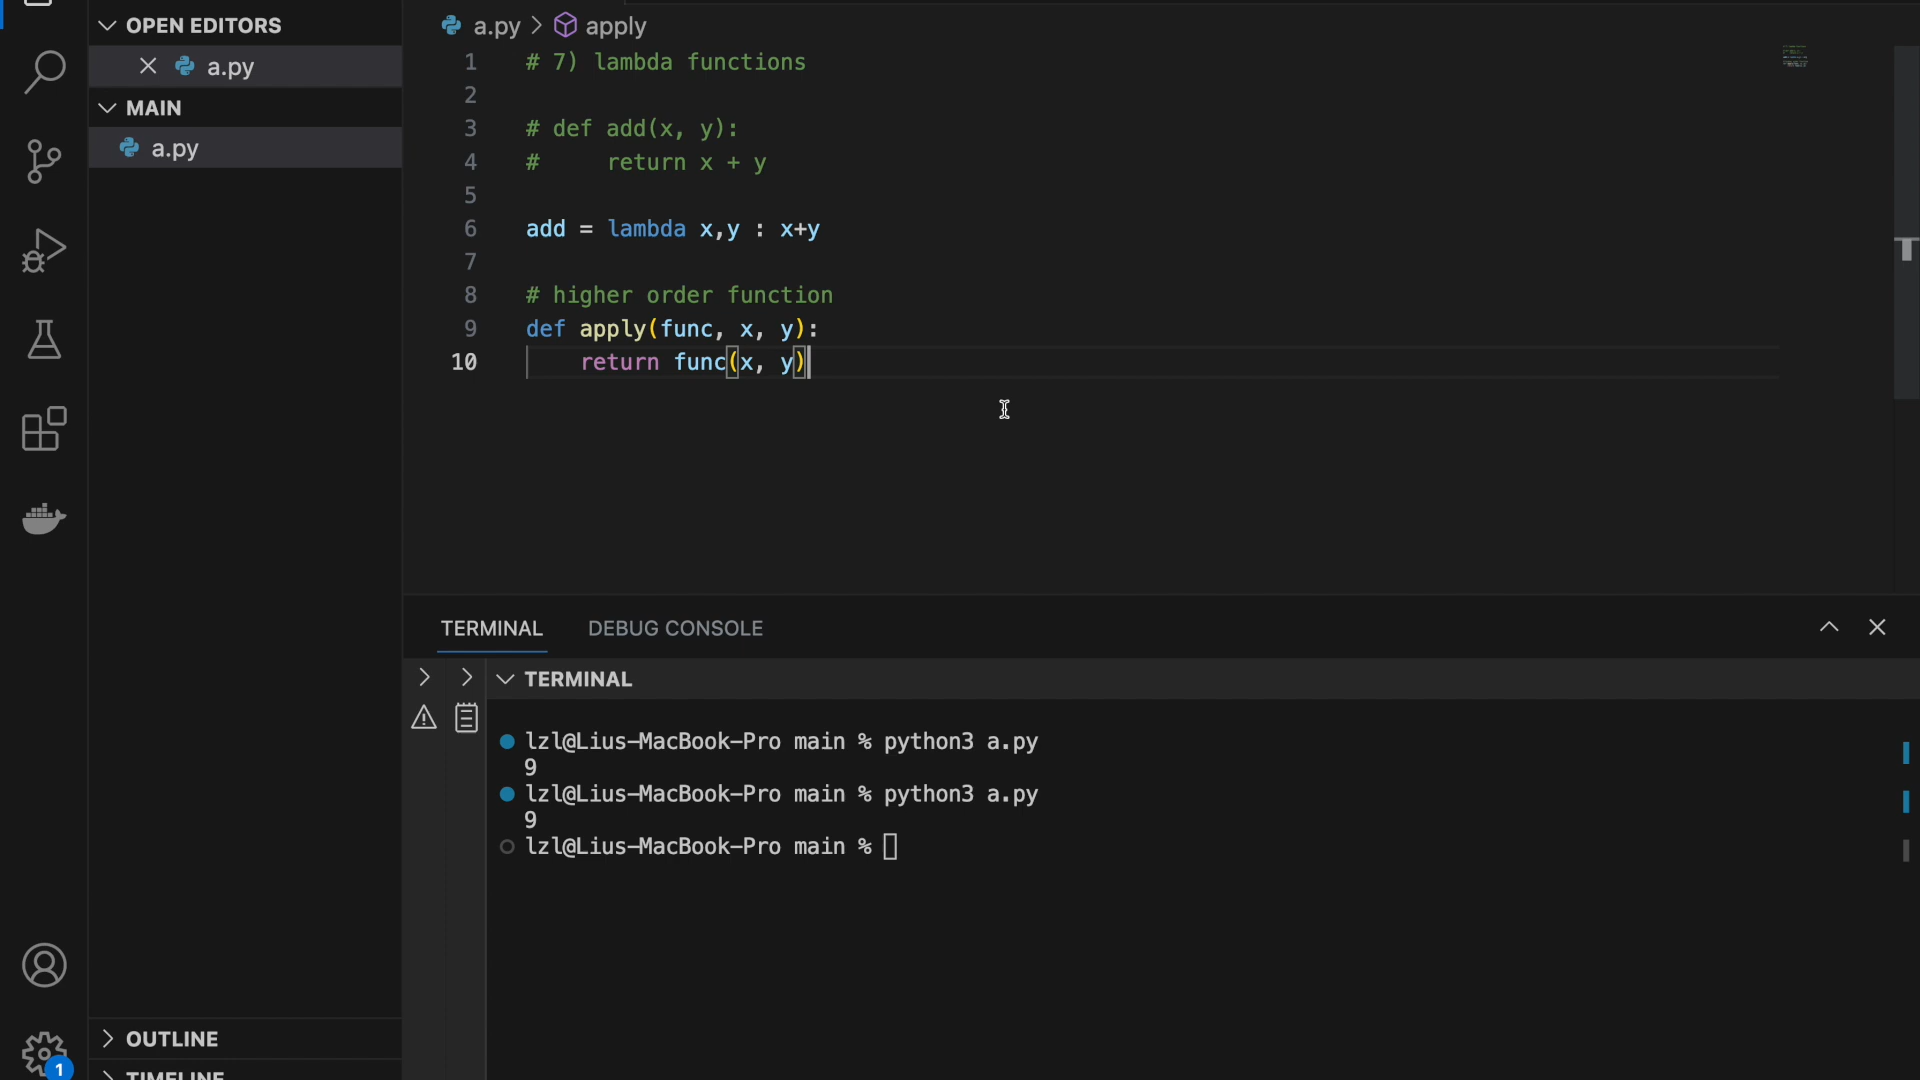 OPEN EDITORS
a.py
MAIN
a.py
OUTLINE
TIMELINE
1
a.py > apply
1 # 7) lambda functions
2
3 # def add(x, y):
4 #     return x + y
5
6 add = lambda x,y : x+y
7
8 # higher order function
9 def apply(func, x, y):
10     return func(x, y)
TERMINAL DEBUG CONSOLE
TERMINAL
lzl@Lius-MacBook-Pro main % python3 a.py
9
lzl@Lius-MacBook-Pro main % python3 a.py
9
lzl@Lius-MacBook-Pro main %